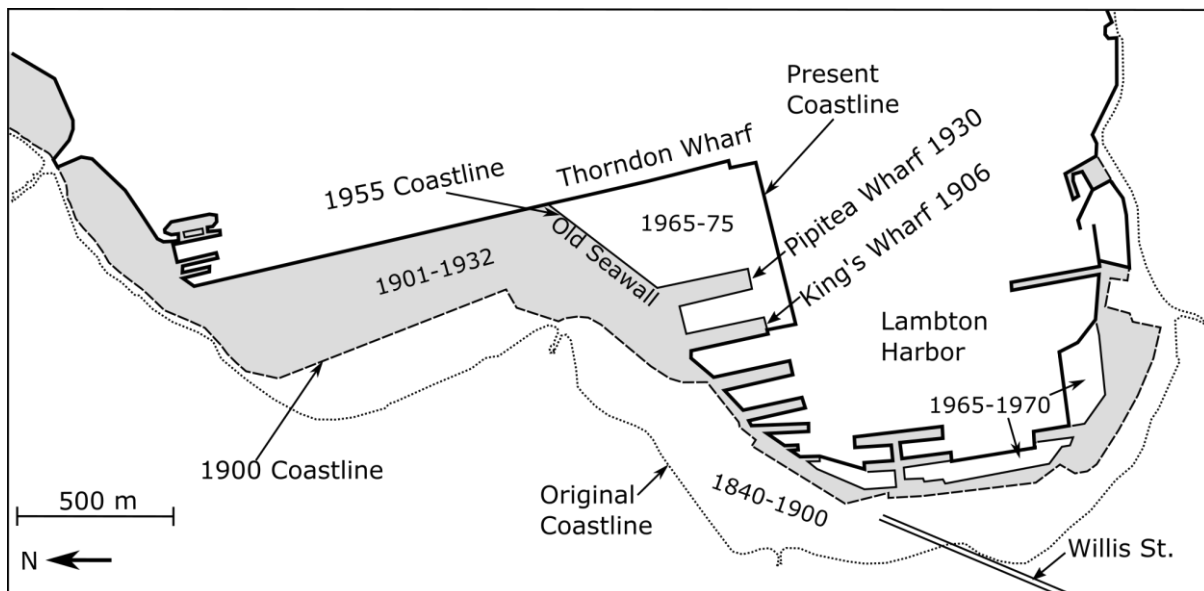 Present
Coastline
Pipitea Wharf 1930
King's Wharf 1906
Thorndon Wharf
1955 Coastline
1965-75
Old Seawall
1901-1932
Lambton
Harbor
1965-1970
1900 Coastline
Original
Coastline
1840-1900
500 m
Willis St.
N